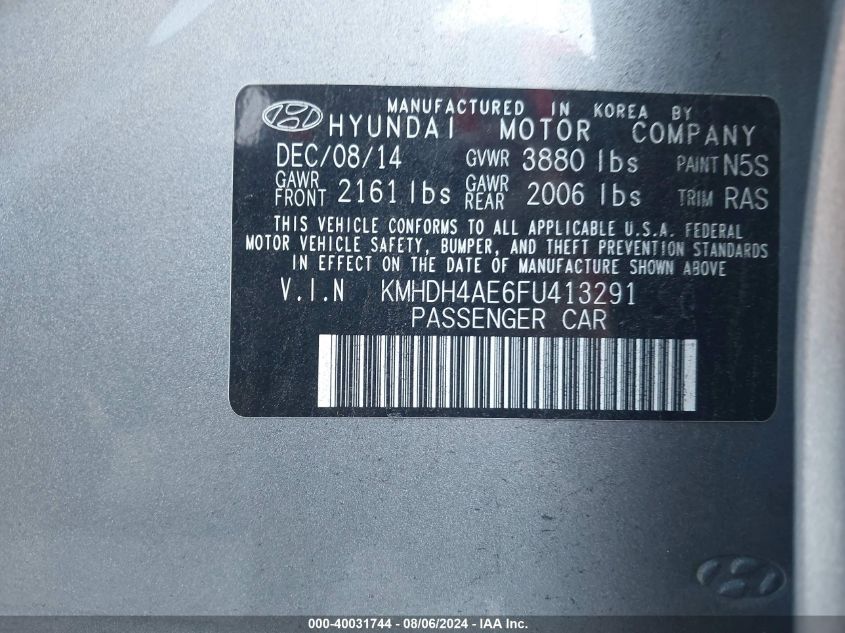 MANUFACTURED IN KOREA BY
HYUNDAI MOTOR COMPANY
DEC/08/14 GVWR 3880 lbs PAINT N5S
GAWR FRONT 2161 lbs GAWR REAR 2006 lbs TRIM RAS
THIS VEHICLE CONFORMS TO ALL APPLICABLE U.S.A. FEDERAL
MOTOR VEHICLE SAFETY, BUMPER, AND THEFT PREVENTION STANDARDS
IN EFFECT ON THE DATE OF MANUFACTURE SHOWN ABOVE
V.I.N KMHDH4AE6FU413291
PASSENGER CAR
000-40031744 - 08/06/2024 - IAEA - IAA Inc.